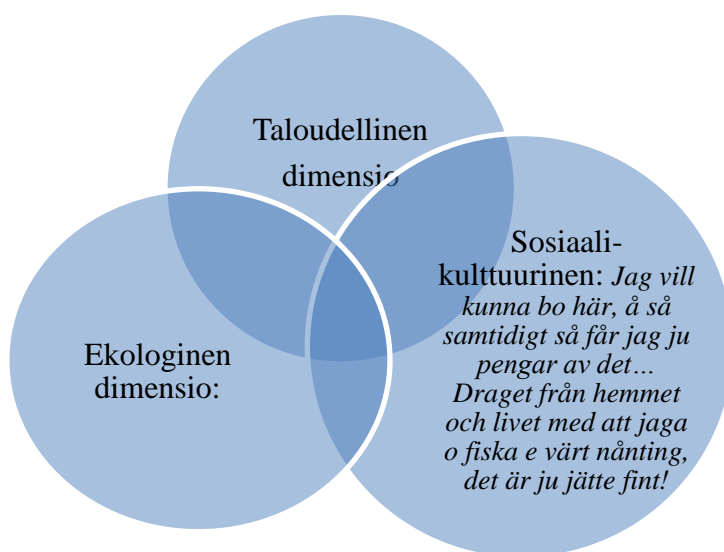 Taloudellinen
dimensio
Sosiaali-
kulttuurinen: Jag vill
kunna bo här, å så
samtidigt så får jag ju
pengar av det…
Draget från hemmet
och livet med att jaga
o fiska e värt nånting,
det är ju jätte fint!
Ekologinen
dimensio: